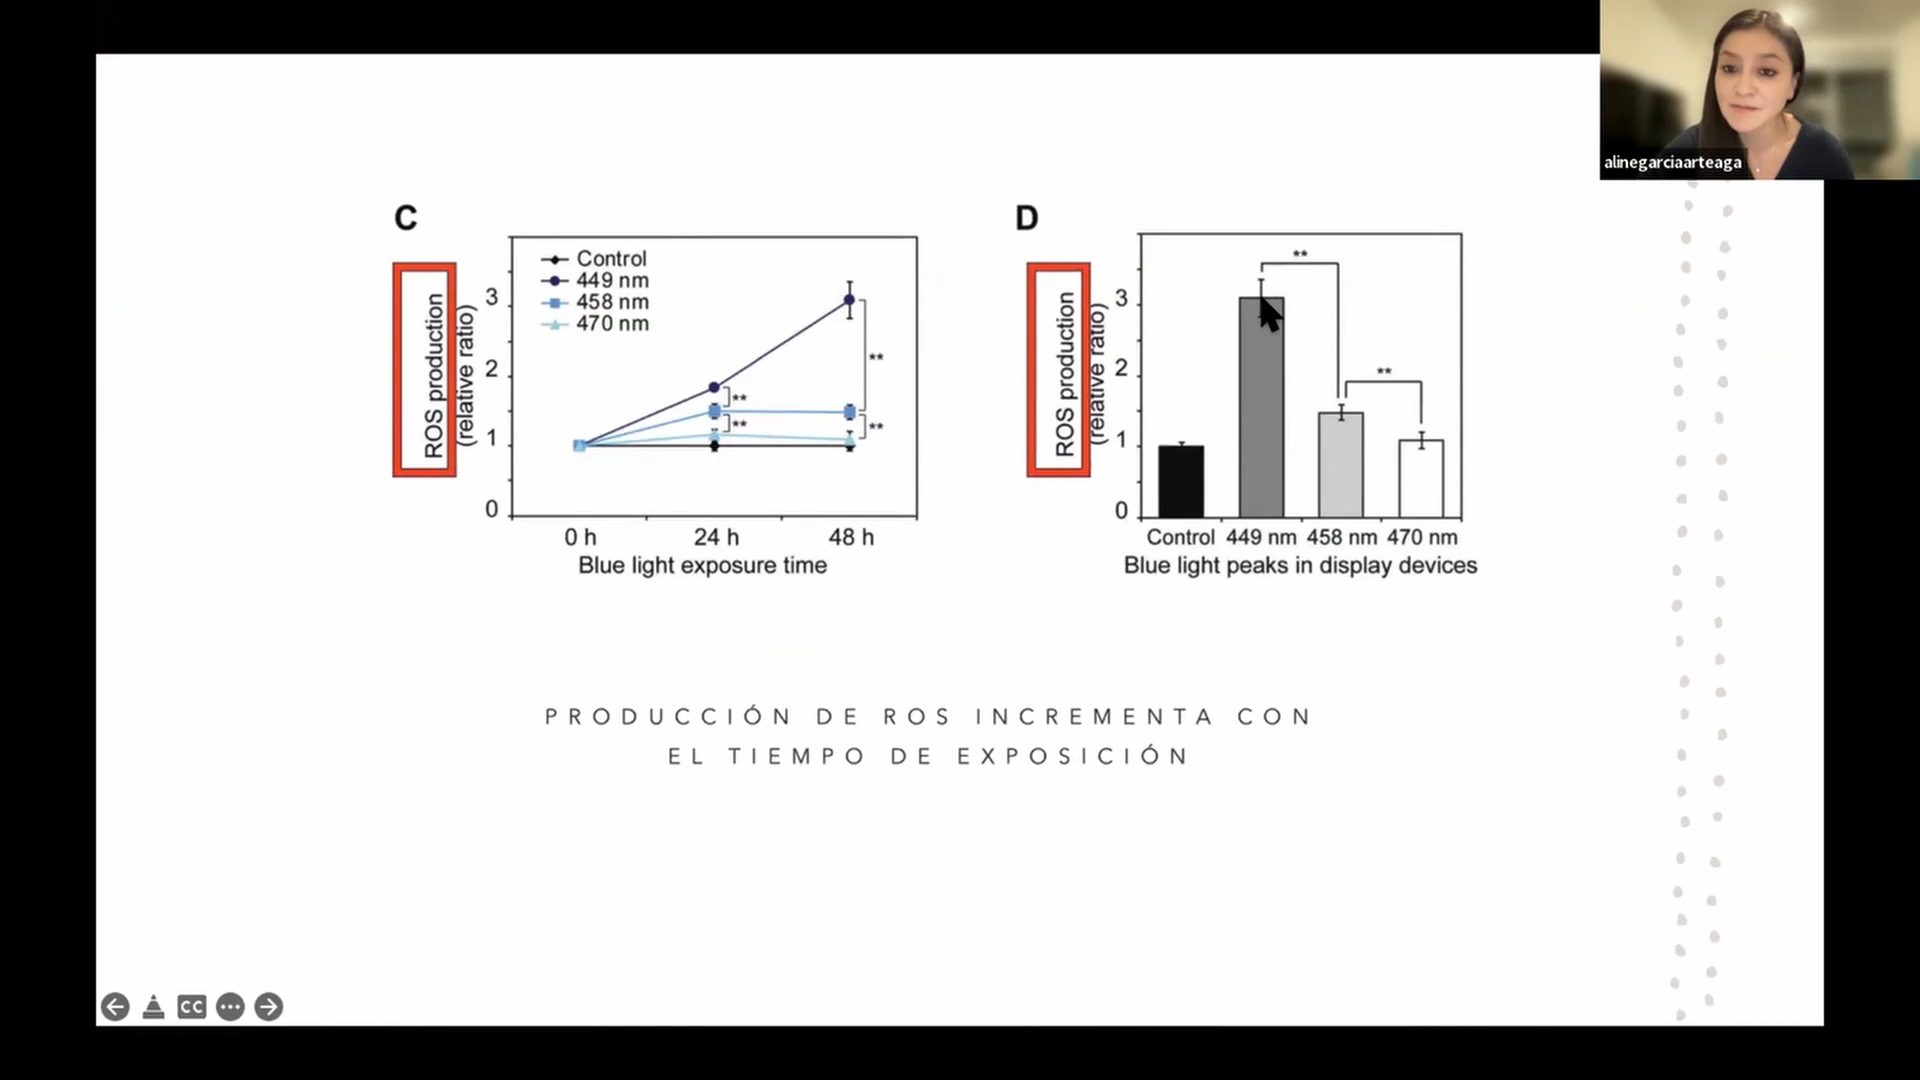 alinegarciaarteaga
C
ROS production
(relative ratio)
3
2
1
0
Control
449 nm
458 nm
470 nm
**
**
**
**
0 h 24 h 48 h
Blue light exposure time
D
ROS production
(relative ratio)
3
2
1
0
**
**
Control 449 nm 458 nm 470 nm
Blue light peaks in display devices
PRODUCCIÓN DE ROS INCREMENTA CON
EL TIEMPO DE EXPOSICIÓN
CC